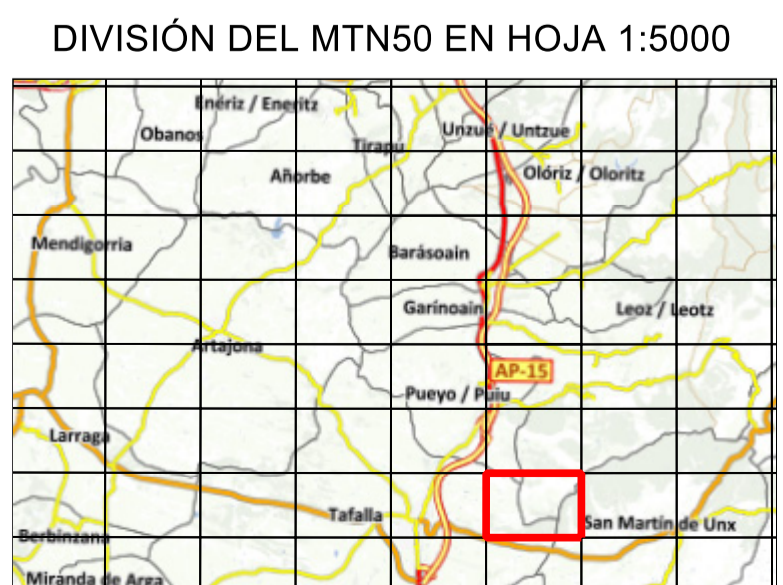 DIVISIÓN DEL MTN50 EN HOJA 1:5000
Enériz / Eneritz
Obanos
Unzué / Untzue
Tirapu
Añorbe
Olóriz / Oloritz
Mendigorria
Barásoain
Garínoain
Leoz / Leotz
Artajona
AP-15
Pueyo / Puiu
Larraga
Tafalla
San Martín de Unx
Berbinzana
Miranda de Arga